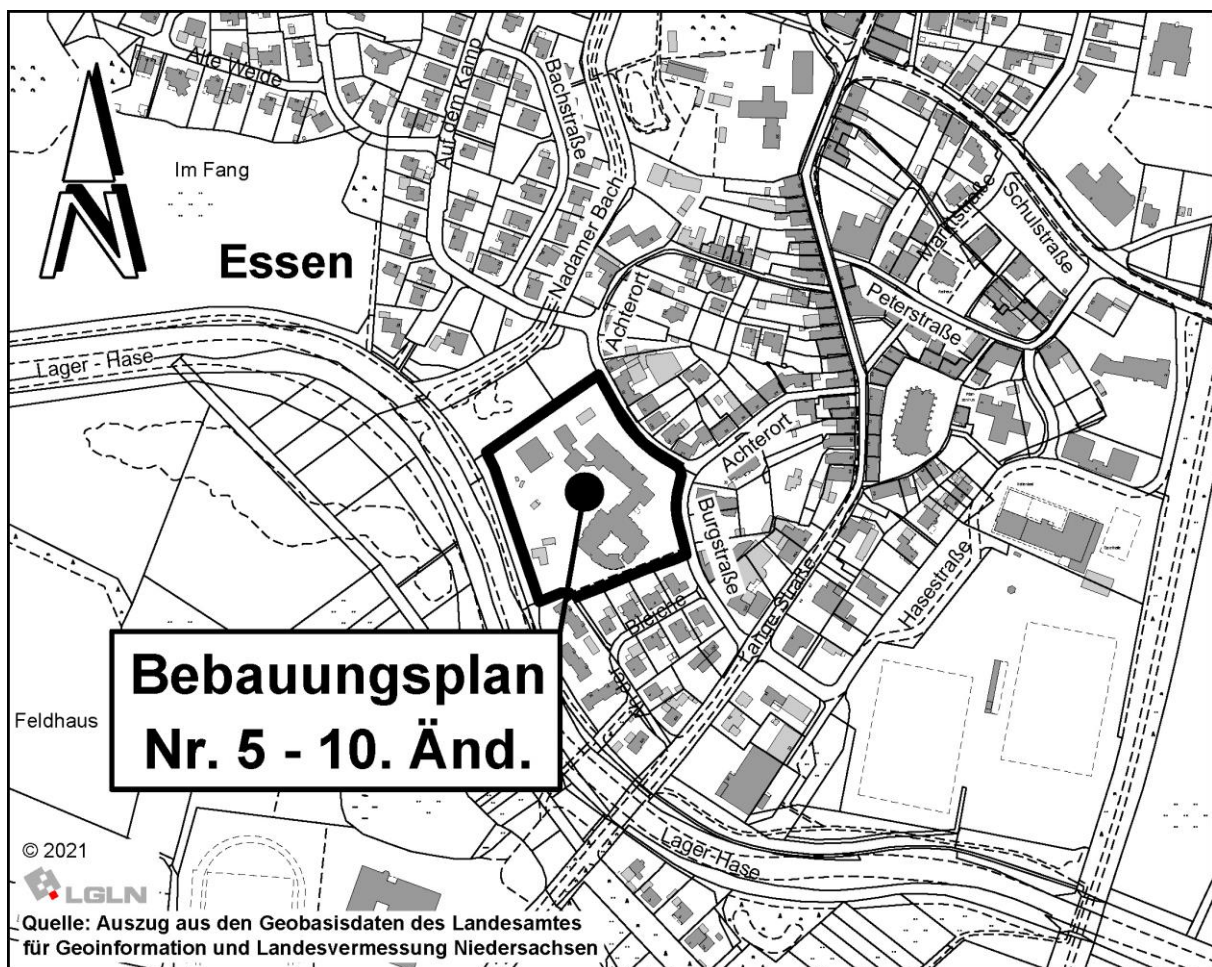 Alte Weide
Auf dem Kamp
Bachstraße
Im Fang
N
Essen
Nadamer Bach
Marktstraße
Schulstraße
Achterort
Peterstraße
Lager - Hase
Achterort
Burgstraße
Hasestraße
Bleiche
Lange Straße
Bebauungsplan
Nr. 5 - 10. Änd.
Feldhaus
Lager-Hase
© 2021
LGLN
Quelle: Auszug aus den Geobasisdaten des Landesamtes
für Geoinformation und Landesvermessung Niedersachsen